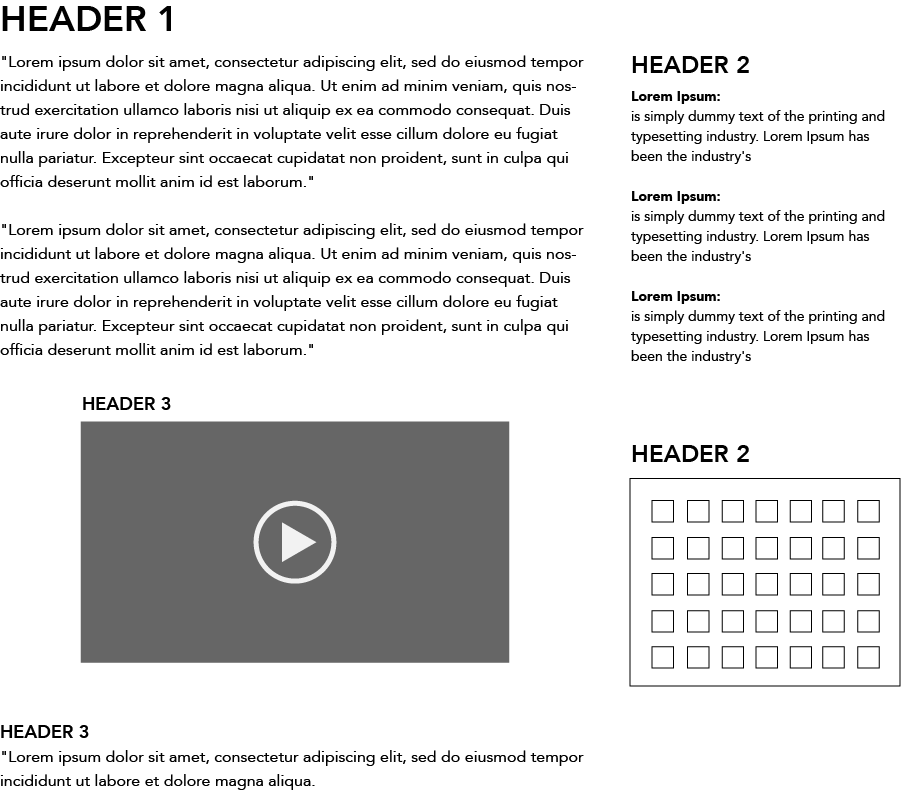 HEADER 1
"Lorem ipsum dolor sit amet, consectetur adipiscing elit, sed do eiusmod tempor
incididunt ut labore et dolore magna aliqua. Ut enim ad minim veniam, quis nos-
trud exercitation ullamco laboris nisi ut aliquip ex ea commodo consequat. Duis
aute irure dolor in reprehenderit in voluptate velit esse cillum dolore eu fugiat
nulla pariatur. Excepteur sint occaecat cupidatat non proident, sunt in culpa qui
officia deserunt mollit anim id est laborum."
"Lorem ipsum dolor sit amet, consectetur adipiscing elit, sed do eiusmod tempor
incididunt ut labore et dolore magna aliqua. Ut enim ad minim veniam, quis nos-
trud exercitation ullamco laboris nisi ut aliquip ex ea commodo consequat. Duis
aute irure dolor in reprehenderit in voluptate velit esse cillum dolore eu fugiat
nulla pariatur. Excepteur sint occaecat cupidatat non proident, sunt in culpa qui
officia deserunt mollit anim id est laborum."
HEADER 3
HEADER 3
"Lorem ipsum dolor sit amet, consectetur adipiscing elit, sed do eiusmod tempor
incididunt ut labore et dolore magna aliqua.
HEADER 2
Lorem Ipsum:
is simply dummy text of the printing and
typesetting industry. Lorem Ipsum has
been the industry's
Lorem Ipsum:
is simply dummy text of the printing and
typesetting industry. Lorem Ipsum has
been the industry's
Lorem Ipsum:
is simply dummy text of the printing and
typesetting industry. Lorem Ipsum has
been the industry's
HEADER 2